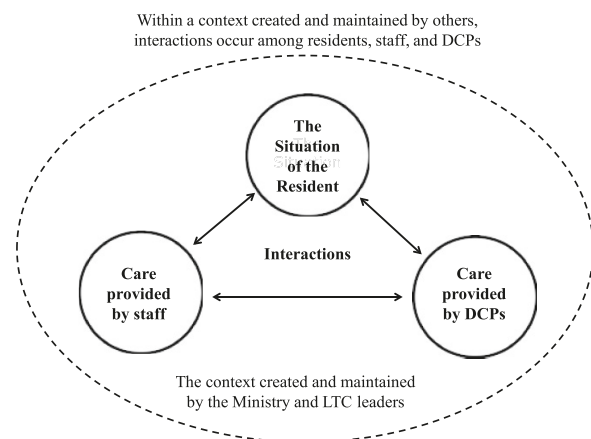 Within a context created and maintained by others,
interactions occur among residents, staff, and DCPs
The
Situation
of the
Resident
Interactions
Care
provided
by staff
Care
provided
by DCPs
The context created and maintained
by the Ministry and LTC leaders